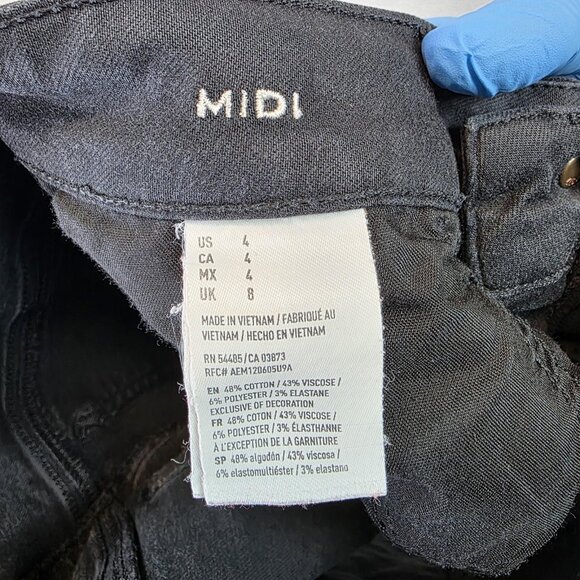 MIDI
US 4
CA 4
MX 4
UK 8
MADE IN VIETNAM / FABRIQUÉ AU
VIETNAM / HECHO EN VIETNAM
RN 54485 / CA 03873
RFC# AEM120605U9A
EN 48% COTTON / 43% VISCOSE /
6% POLYESTER / 3% ELASTANE
EXCLUSIVE OF DECORATION
FR 48% COTON / 43% VISCOSE /
6% POLYESTER / 3% ÉLASTHANNE
À L'EXCEPTION DE LA GARNITURE
SP 48% algodón / 43% viscosa /
6% elastomultiéster / 3% elastano